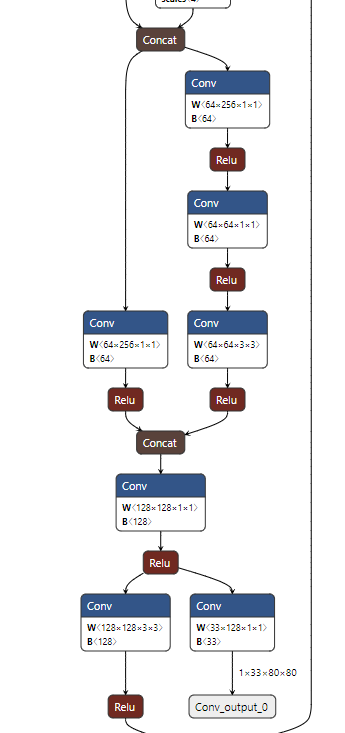 Concat
Conv
W⟨64×256×1×1⟩
B⟨64⟩
Relu
Conv
W⟨64×64×1×1⟩
B⟨64⟩
Relu
Conv
W⟨64×256×1×1⟩
B⟨64⟩
Conv
W⟨64×64×3×3⟩
B⟨64⟩
Relu
Relu
Concat
Conv
W⟨128×128×1×1⟩
B⟨128⟩
Relu
Conv
W⟨128×128×3×3⟩
B⟨128⟩
Conv
W⟨33×128×1×1⟩
B⟨33⟩
1×33×80×80
Relu
Conv_output_0